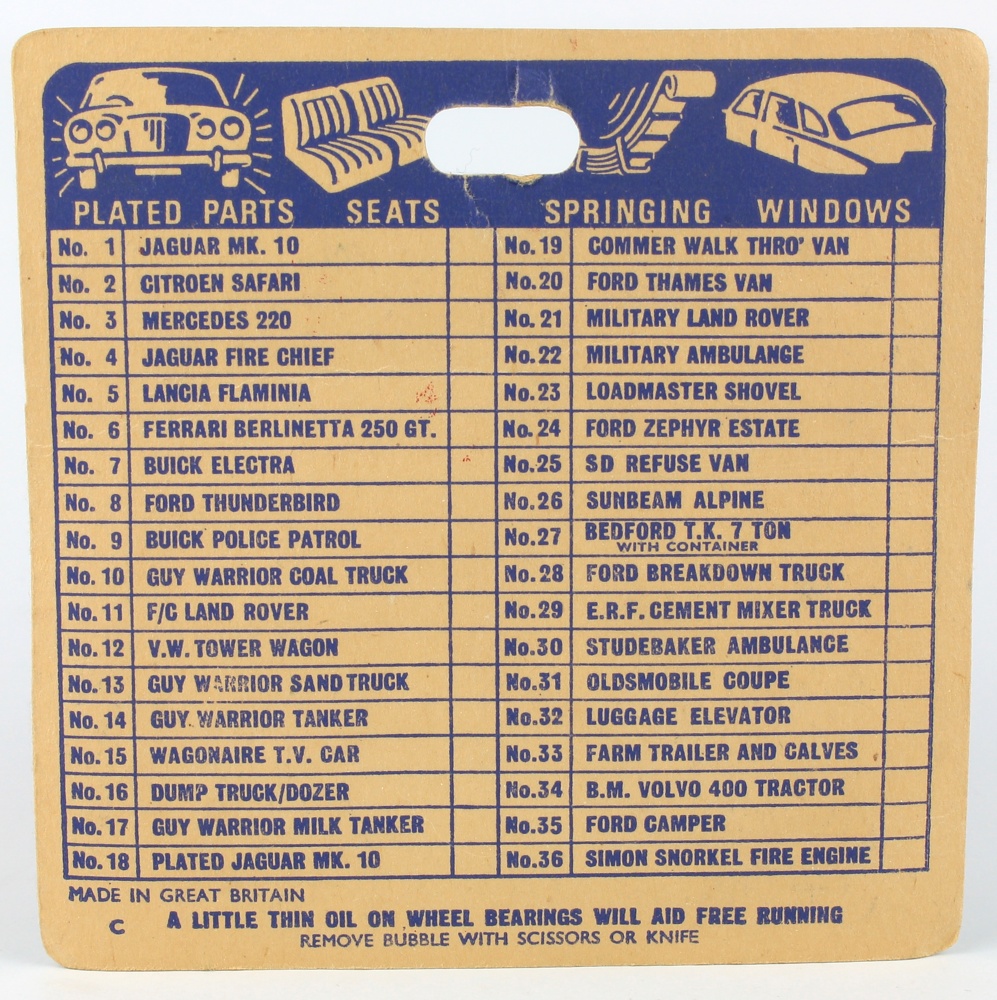 PLATED PARTS SEATS SPRINGING WINDOWS
No. 1 JAGUAR MK. 10
No. 2 CITROEN SAFARI
No. 3 MERCEDES 220
No. 4 JAGUAR FIRE CHIEF
No. 5 LANCIA FLAMINIA
No. 6 FERRARI BERLINETTA 250 GT.
No. 7 BUICK ELECTRA
No. 8 FORD THUNDERBIRD
No. 9 BUICK POLICE PATROL
No. 10 GUY WARRIOR COAL TRUCK
No. 11 F/C LAND ROVER
No. 12 V.W. TOWER WAGON
No. 13 GUY WARRIOR SAND TRUCK
No. 14 GUY WARRIOR TANKER
No. 15 WAGONAIRE T.V. CAR
No. 16 DUMP TRUCK/DOZER
No. 17 GUY WARRIOR MILK TANKER
No. 18 PLATED JAGUAR MK. 10
No. 19 COMMER WALK THRO' VAN
No. 20 FORD THAMES VAN
No. 21 MILITARY LAND ROVER
No. 22 MILITARY AMBULANCE
No. 23 LOADMASTER SHOVEL
No. 24 FORD ZEPHYR ESTATE
No. 25 SD REFUSE VAN
No. 26 SUNBEAM ALPINE
No. 27 BEDFORD T.K. 7 TON
WITH CONTAINER
No. 28 FORD BREAKDOWN TRUCK
No. 29 E.R.F. CEMENT MIXER TRUCK
No. 30 STUDEBAKER AMBULANCE
No. 31 OLDSMOBILE COUPE
No. 32 LUGGAGE ELEVATOR
No. 33 FARM TRAILER AND CALVES
No. 34 B.M. VOLVO 400 TRACTOR
No. 35 FORD CAMPER
No. 36 SIMON SNORKEL FIRE ENGINE
MADE IN GREAT BRITAIN
C A LITTLE THIN OIL ON WHEEL BEARINGS WILL AID FREE RUNNING
REMOVE BUBBLE WITH SCISSORS OR KNIFE